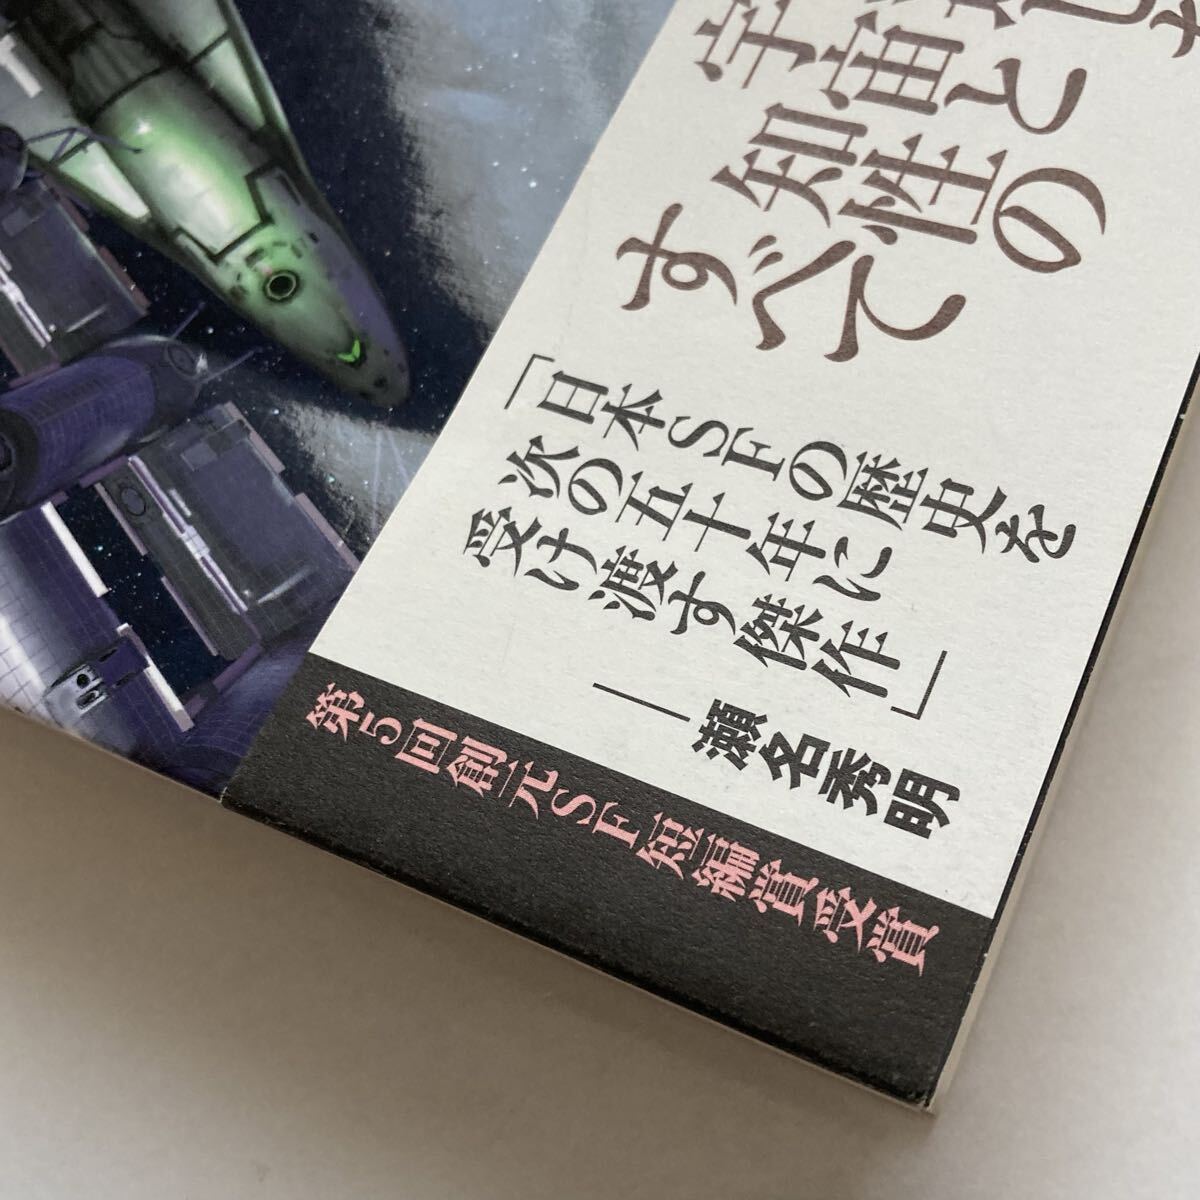 宇宙と
知性の
すべて
「日本SFの歴史を
次の五十年に
受け渡す傑作」
―瀬名秀明
第5回創元SF短編賞受賞